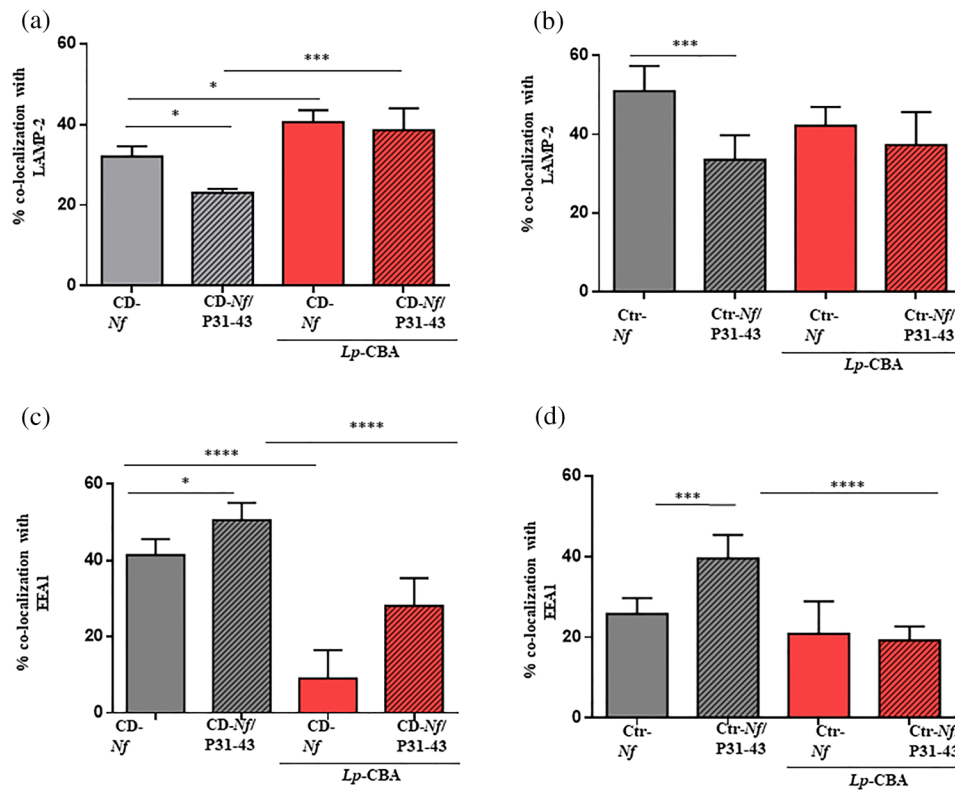 (a)
% co-localization with
LAMP-2
60
40
20
0
*
*
***
CD-
Nf
CD-Nf/
P31-43
CD-
Nf
CD-Nf/
P31-43
Lp-CBA
(b)
% co-localization with
LAMP-2
60
40
20
0
***
Ctr-
Nf
Ctr-Nf/
P31-43
Ctr-
Nf
Ctr-Nf/
P31-43
Lp-CBA
(c)
% co-localization with
EEA1
60
40
20
0
****
****
*
CD-
Nf
CD-Nf/
P31-43
CD-
Nf
CD-Nf/
P31-43
Lp-CBA
(d)
% co-localization with
EEA1
60
40
20
0
***
****
Ctr-
Nf
Ctr-Nf/
P31-43
Ctr-
Nf
Ctr-Nf/
P31-43
Lp-CBA